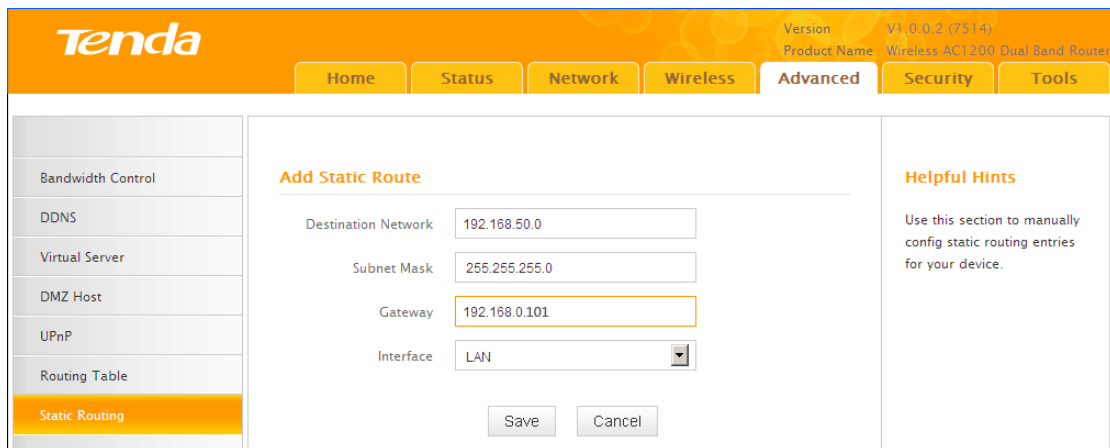 Tenda
Version V1.0.0.2 (7514)
Product Name Wireless AC1200 Dual Band Router
Home Status Network Wireless Advanced Security Tools
Bandwidth Control
DDNS
Virtual Server
DMZ Host
UPnP
Routing Table
Static Routing
Add Static Route
Destination Network 192.168.50.0
Subnet Mask 255.255.255.0
Gateway 192.168.0.101
Interface LAN
Save Cancel
Helpful Hints
Use this section to manually
config static routing entries
for your device.